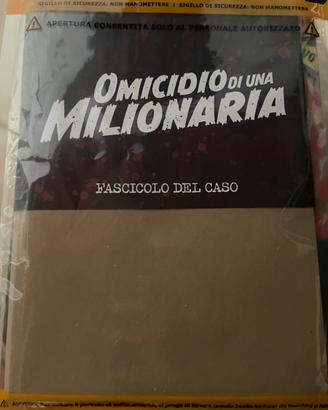 SIGILLO DI SICUREZZA: NON MANOMETTERE | SIGILLO DI SICUREZZA: NON MANOMETTERE
APERTURA CONSENTITA SOLO AL PERSONALE AUTORIZZATO
OMICIDIO DI UNA
MILIONARIA
FASCICOLO DEL CASO